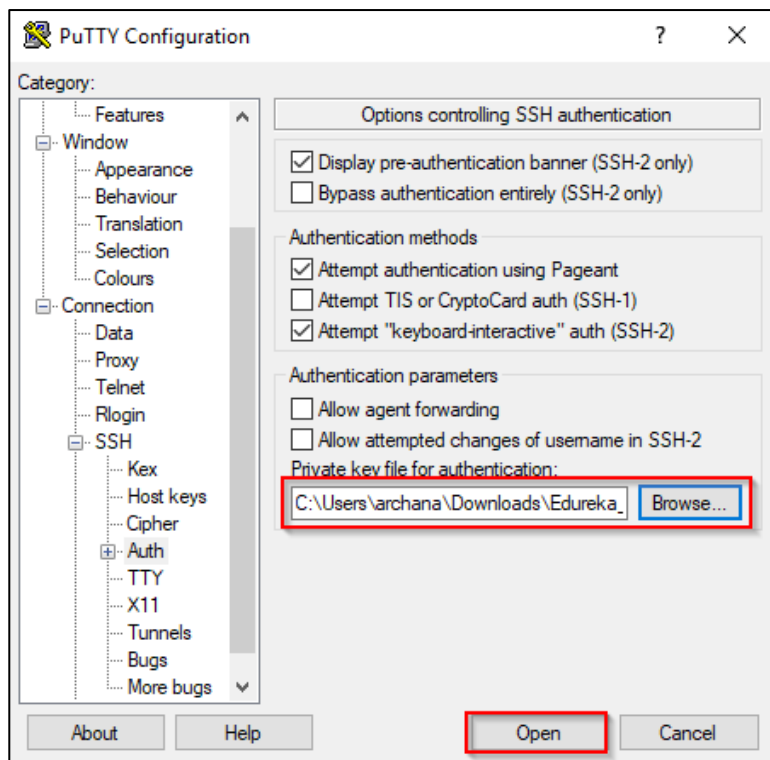 PuTTY Configuration
?
Category:
Features
Window
Appearance
Behaviour
Translation
Selection
Colours
Connection
Data
Proxy
Telnet
Rlogin
SSH
Kex
Host keys
Cipher
Auth
TTY
X11
Tunnels
Bugs
More bugs
Options controlling SSH authentication
Display pre-authentication banner (SSH-2 only)
Bypass authentication entirely (SSH-2 only)
Authentication methods
Attempt authentication using Pageant
Attempt TIS or CryptoCard auth (SSH-1)
Attempt "keyboard-interactive" auth (SSH-2)
Authentication parameters
Allow agent forwarding
Allow attempted changes of username in SSH-2
Private key file for authentication:
C:\Users\archana\Downloads\Edureka_ Browse...
About Help Open Cancel